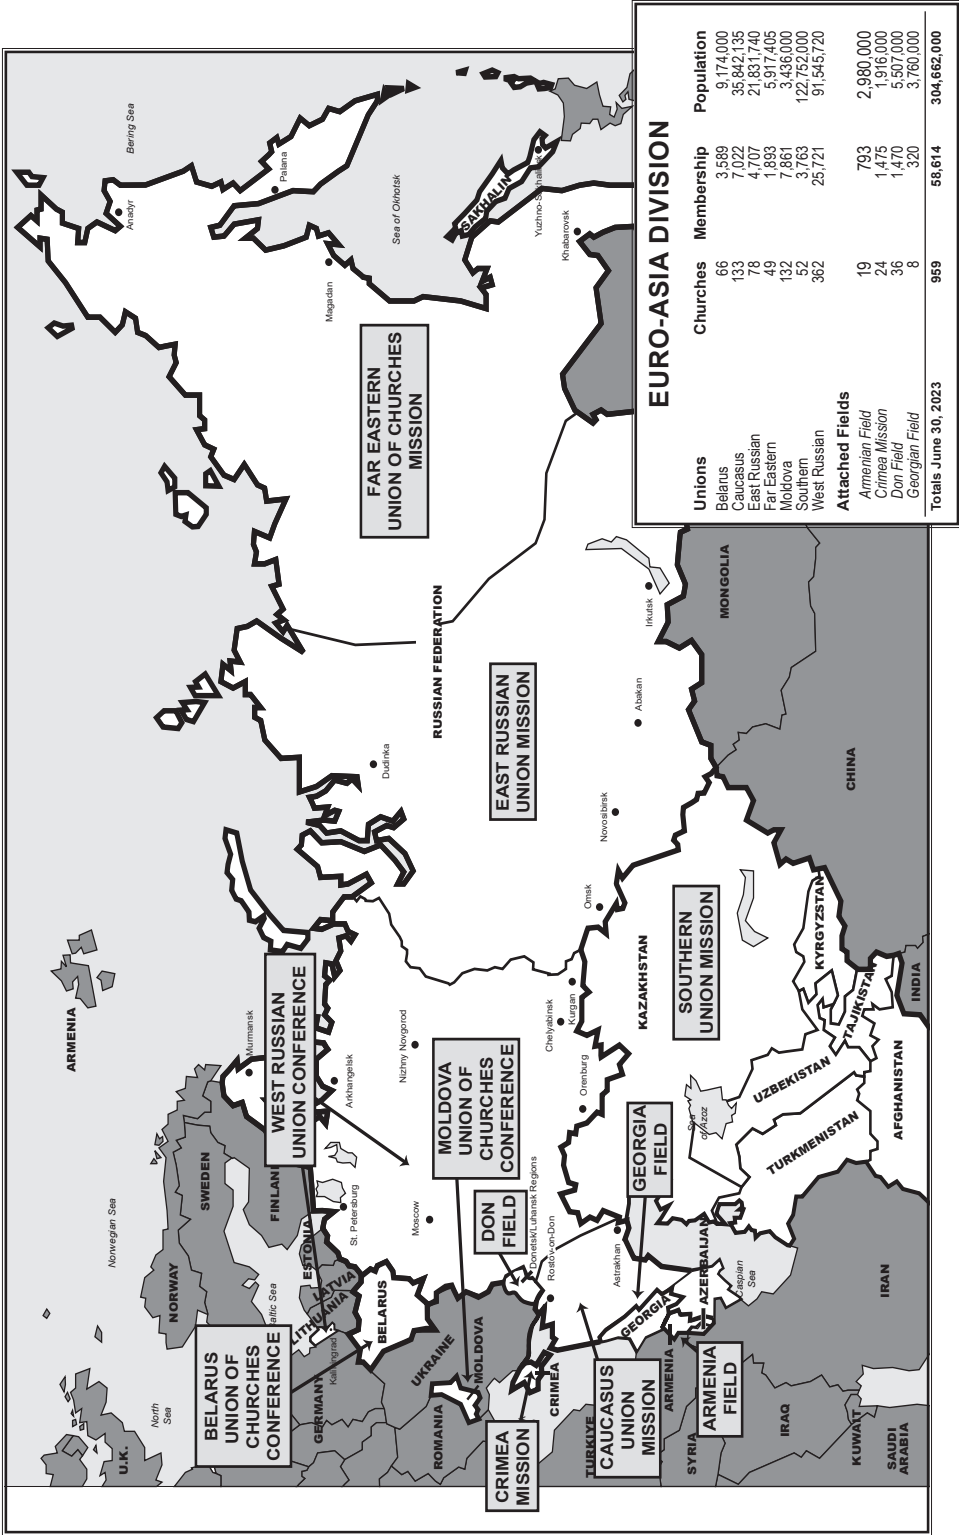 EURO-ASIA DIVISION
Unions Churches Membership Population
Belarus 66 3,589 9,174,000
Caucasus 133 7,022 35,842,135
East Russian 78 4,707 21,831,740
Far Eastern 49 1,893 5,917,405
Moldova 132 7,861 3,436,000
Southern 52 3,763 122,752,000
West Russian 362 25,721 91,545,720
Attached Fields
Armenian Field 19 793 2,980,000
Crimea Mission 24 1,475 1,916,000
Don Field 36 1,470 5,507,000
Georgian Field 8 320 3,760,000
Totals June 30, 2023 959 58,614 304,662,000
ARMENIA
Norwegian Sea
North
Sea
U.K.
NORWAY
SWEDEN
FINLAND
Baltic Sea
ESTONIA
LATVIA
LITHUANIA
Kaliningrad
GERMANY
BELARUS
UKRAINE
ROMANIA
MOLDOVA
CRIMEA
TURKIYE
SYRIA
IRAQ
KUWAIT
SAUDI
ARABIA
IRAN
ARMENIA
GEORGIA
AZERBAIJAN
Caspian
Sea
BELARUS
UNION OF
CHURCHES
CONFERENCE
WEST RUSSIAN
UNION CONFERENCE
MOLDOVA
UNION OF
CHURCHES
CONFERENCE
DON
FIELD
CRIMEA
MISSION
CAUCASUS
UNION
MISSION
ARMENIA
FIELD
GEORGIA
FIELD
Murmansk
Arkhangelsk
St. Petersburg
Moscow
Nizhny Novgorod
Donetsk/Luhansk Regions
Rostov-on-Don
Astrakhan
Orenburg
Chelyabinsk
Kurgan
Omsk
Novosibirsk
Abakan
Dudinka
Irkutsk
RUSSIAN FEDERATION
EAST RUSSIAN
UNION MISSION
FAR EASTERN
UNION OF CHURCHES
MISSION
Anadyr
Palana
Magadan
Khabarovsk
Yuzhno-Sakhalinsk
SAKHALIN
Bering Sea
Sea of Okhotsk
KAZAKHSTAN
SOUTHERN
UNION MISSION
Sea
of Azoz
UZBEKISTAN
TURKMENISTAN
KYRGYZSTAN
TAJIKISTAN
AFGHANISTAN
INDIA
CHINA
MONGOLIA